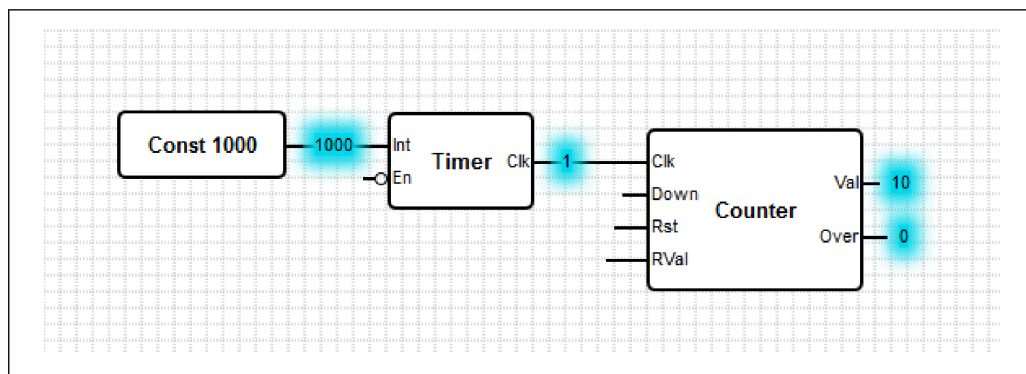 Const 1000
1000
Int
En
Timer
Clk
1
Clk
Down
Rst
RVal
Counter
Val
Over
10
0